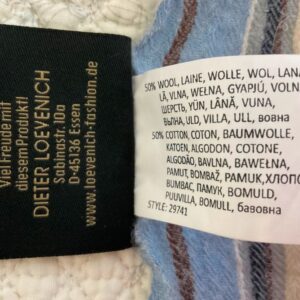 Viel Freude mit
diesem Produkt!
DIETER LOEVENICH
Sabinastr. 10a
D-45136 Essen
www.loevenich-fashion.de
50% WOOL, LAINE, WOLLE, WOL, LANA,
LÃ, VLNA, WEŁNA, GYAPJÚ, VOLNA,
ШЕРСТЬ, YÜN, LÂNĂ, VUNA,
ВЪЛНА, ULD, VILLA, ULL, вовна
50% COTTON, COTON, BAUMWOLLE,
KATOEN, ALGODON, COTONE,
ALGODÃO, BAVLNA, BAWEŁNA,
PAMUT, BOMBAŽ, PAMUK, ХЛОПОК,
BUMBAC, ПАМУК, BOMULD,
PUUVILLA, BOMULL, бавовна
STYLE: 29741